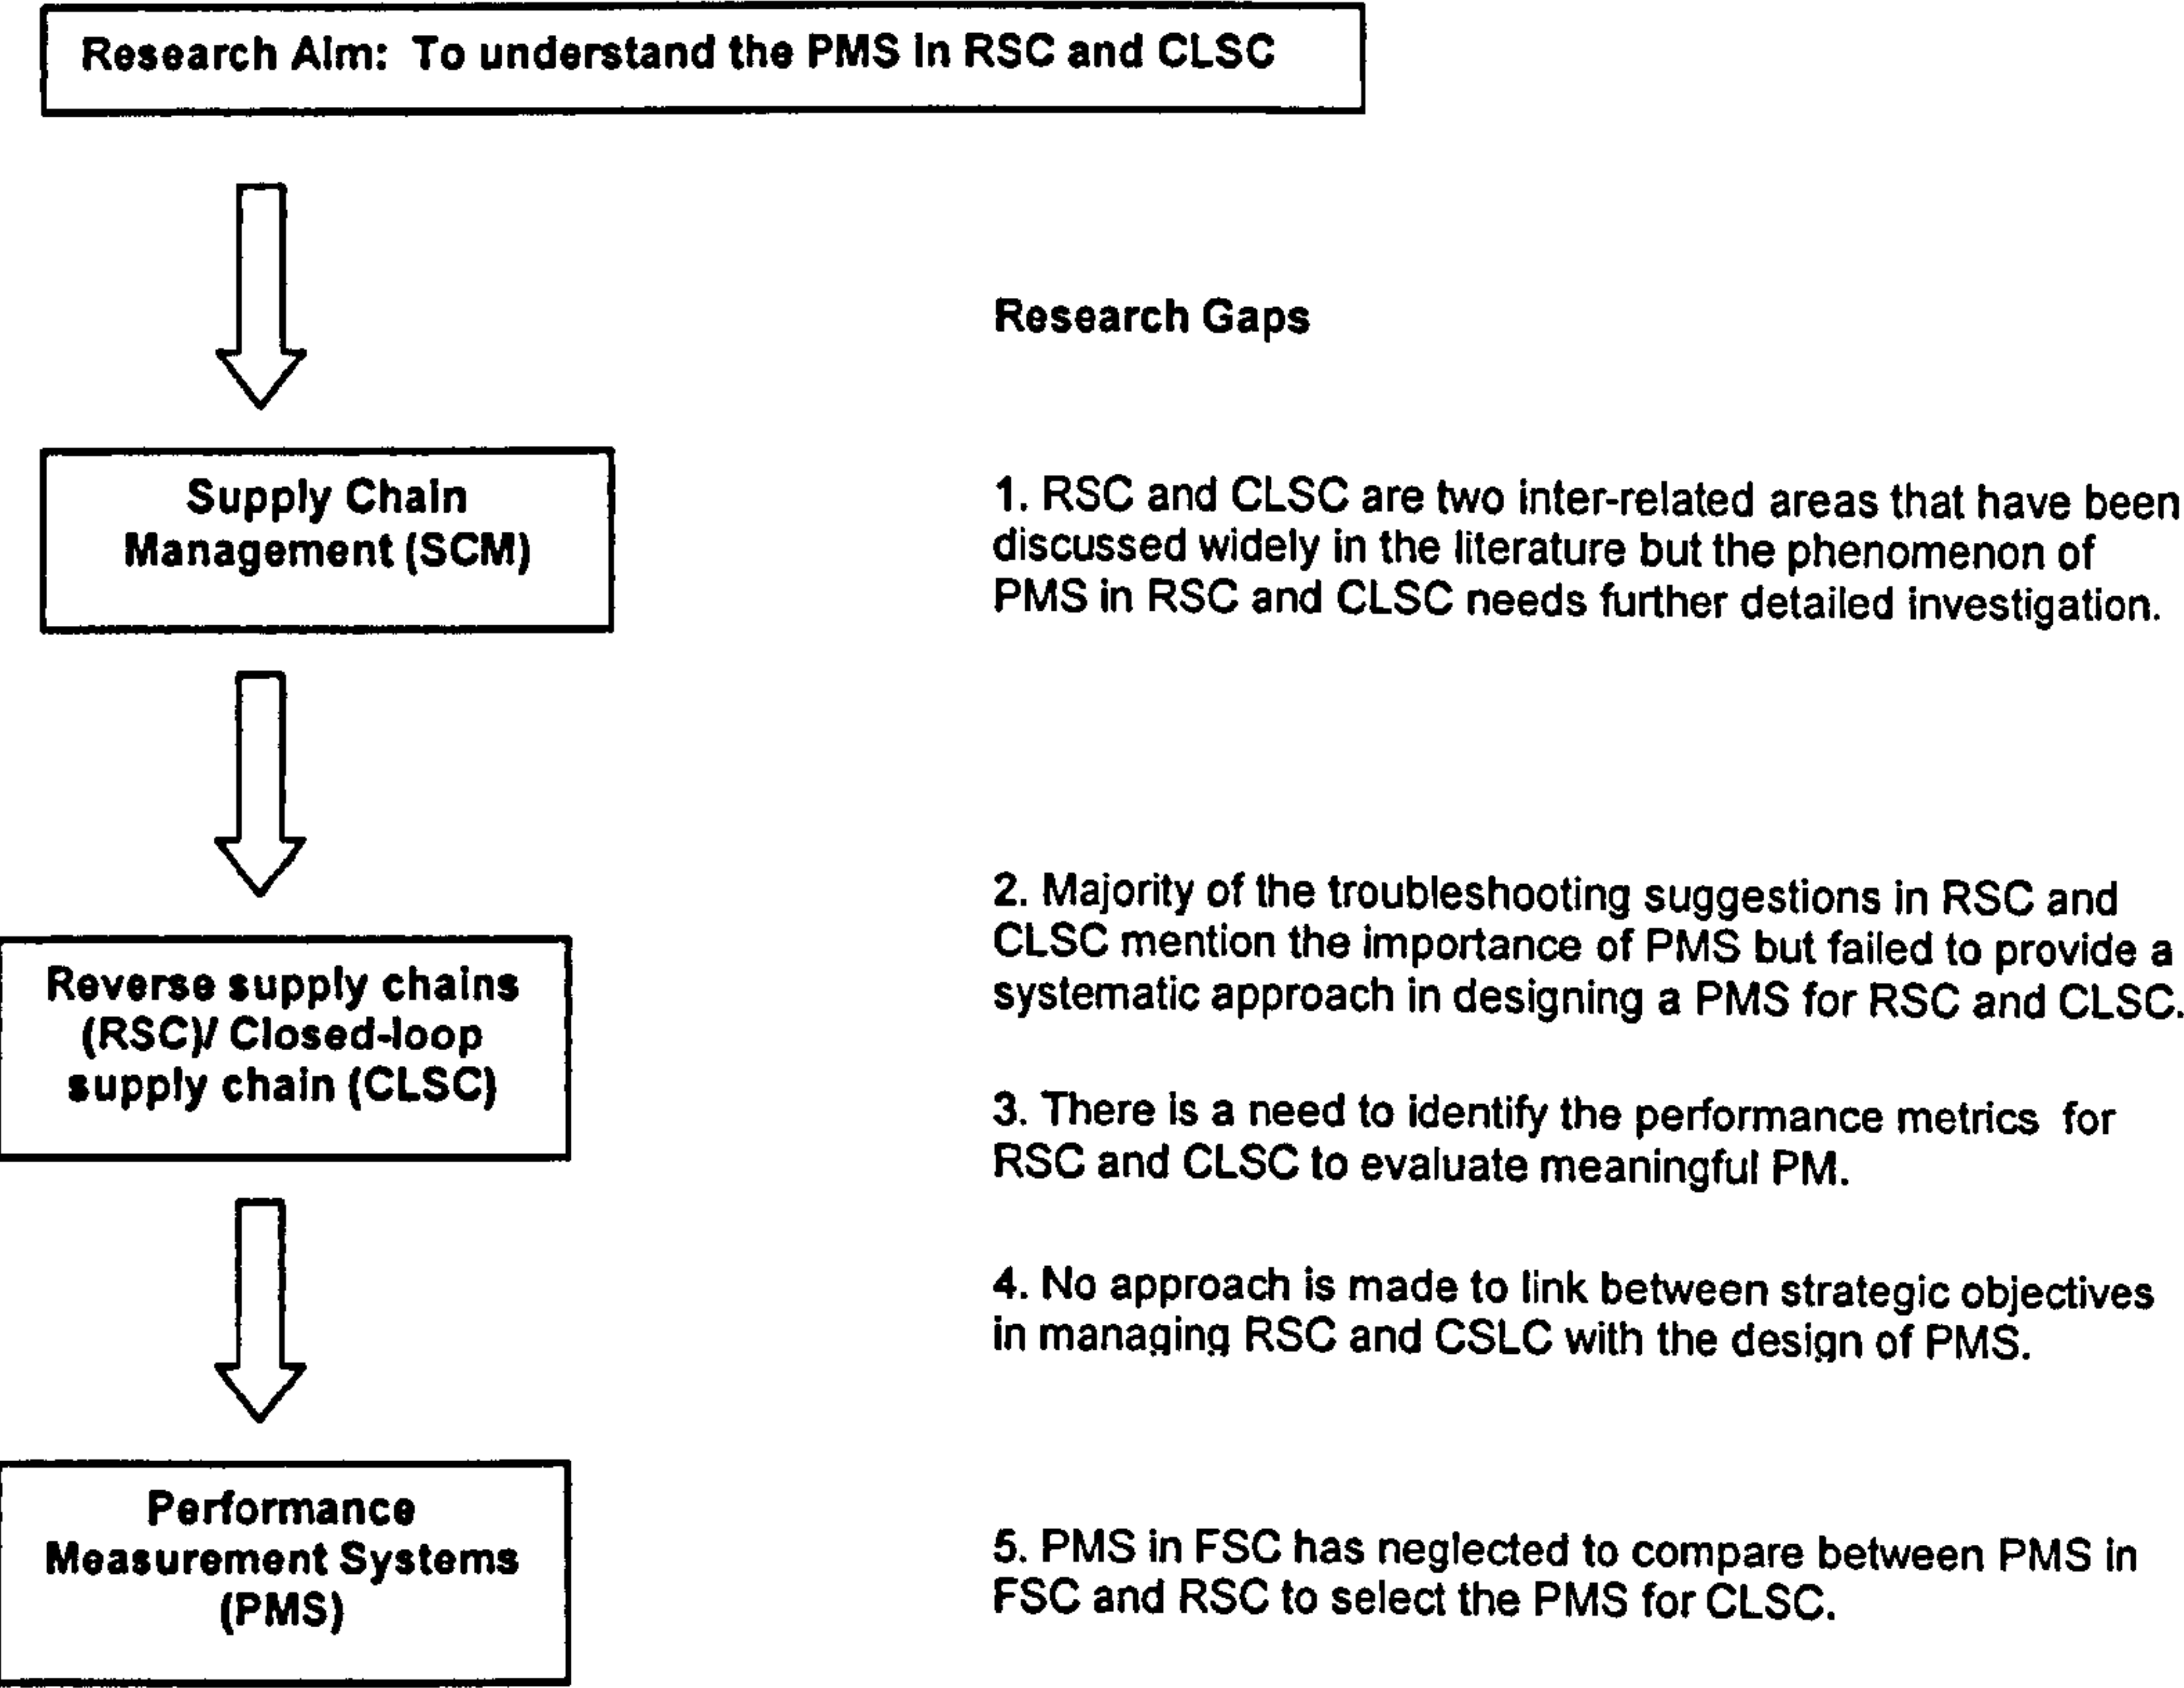 Research Aim: To understand the PMS in RSC and CLSC
Research Gaps
Supply Chain
Management (SCM)
1. RSC and CLSC are two inter-related areas that have been
discussed widely in the literature but the phenomenon of
PMS in RSC and CLSC needs further detailed investigation.
Reverse supply chains
(RSC)/ Closed-loop
supply chain (CLSC)
2. Majority of the troubleshooting suggestions in RSC and
CLSC mention the importance of PMS but failed to provide a
systematic approach in designing a PMS for RSC and CLSC.
3. There is a need to identify the performance metrics for
RSC and CLSC to evaluate meaningful PM.
4. No approach is made to link between strategic objectives
in managing RSC and CSLC with the design of PMS.
Performance
Measurement Systems
(PMS)
5. PMS in FSC has neglected to compare between PMS in
FSC and RSC to select the PMS for CLSC.